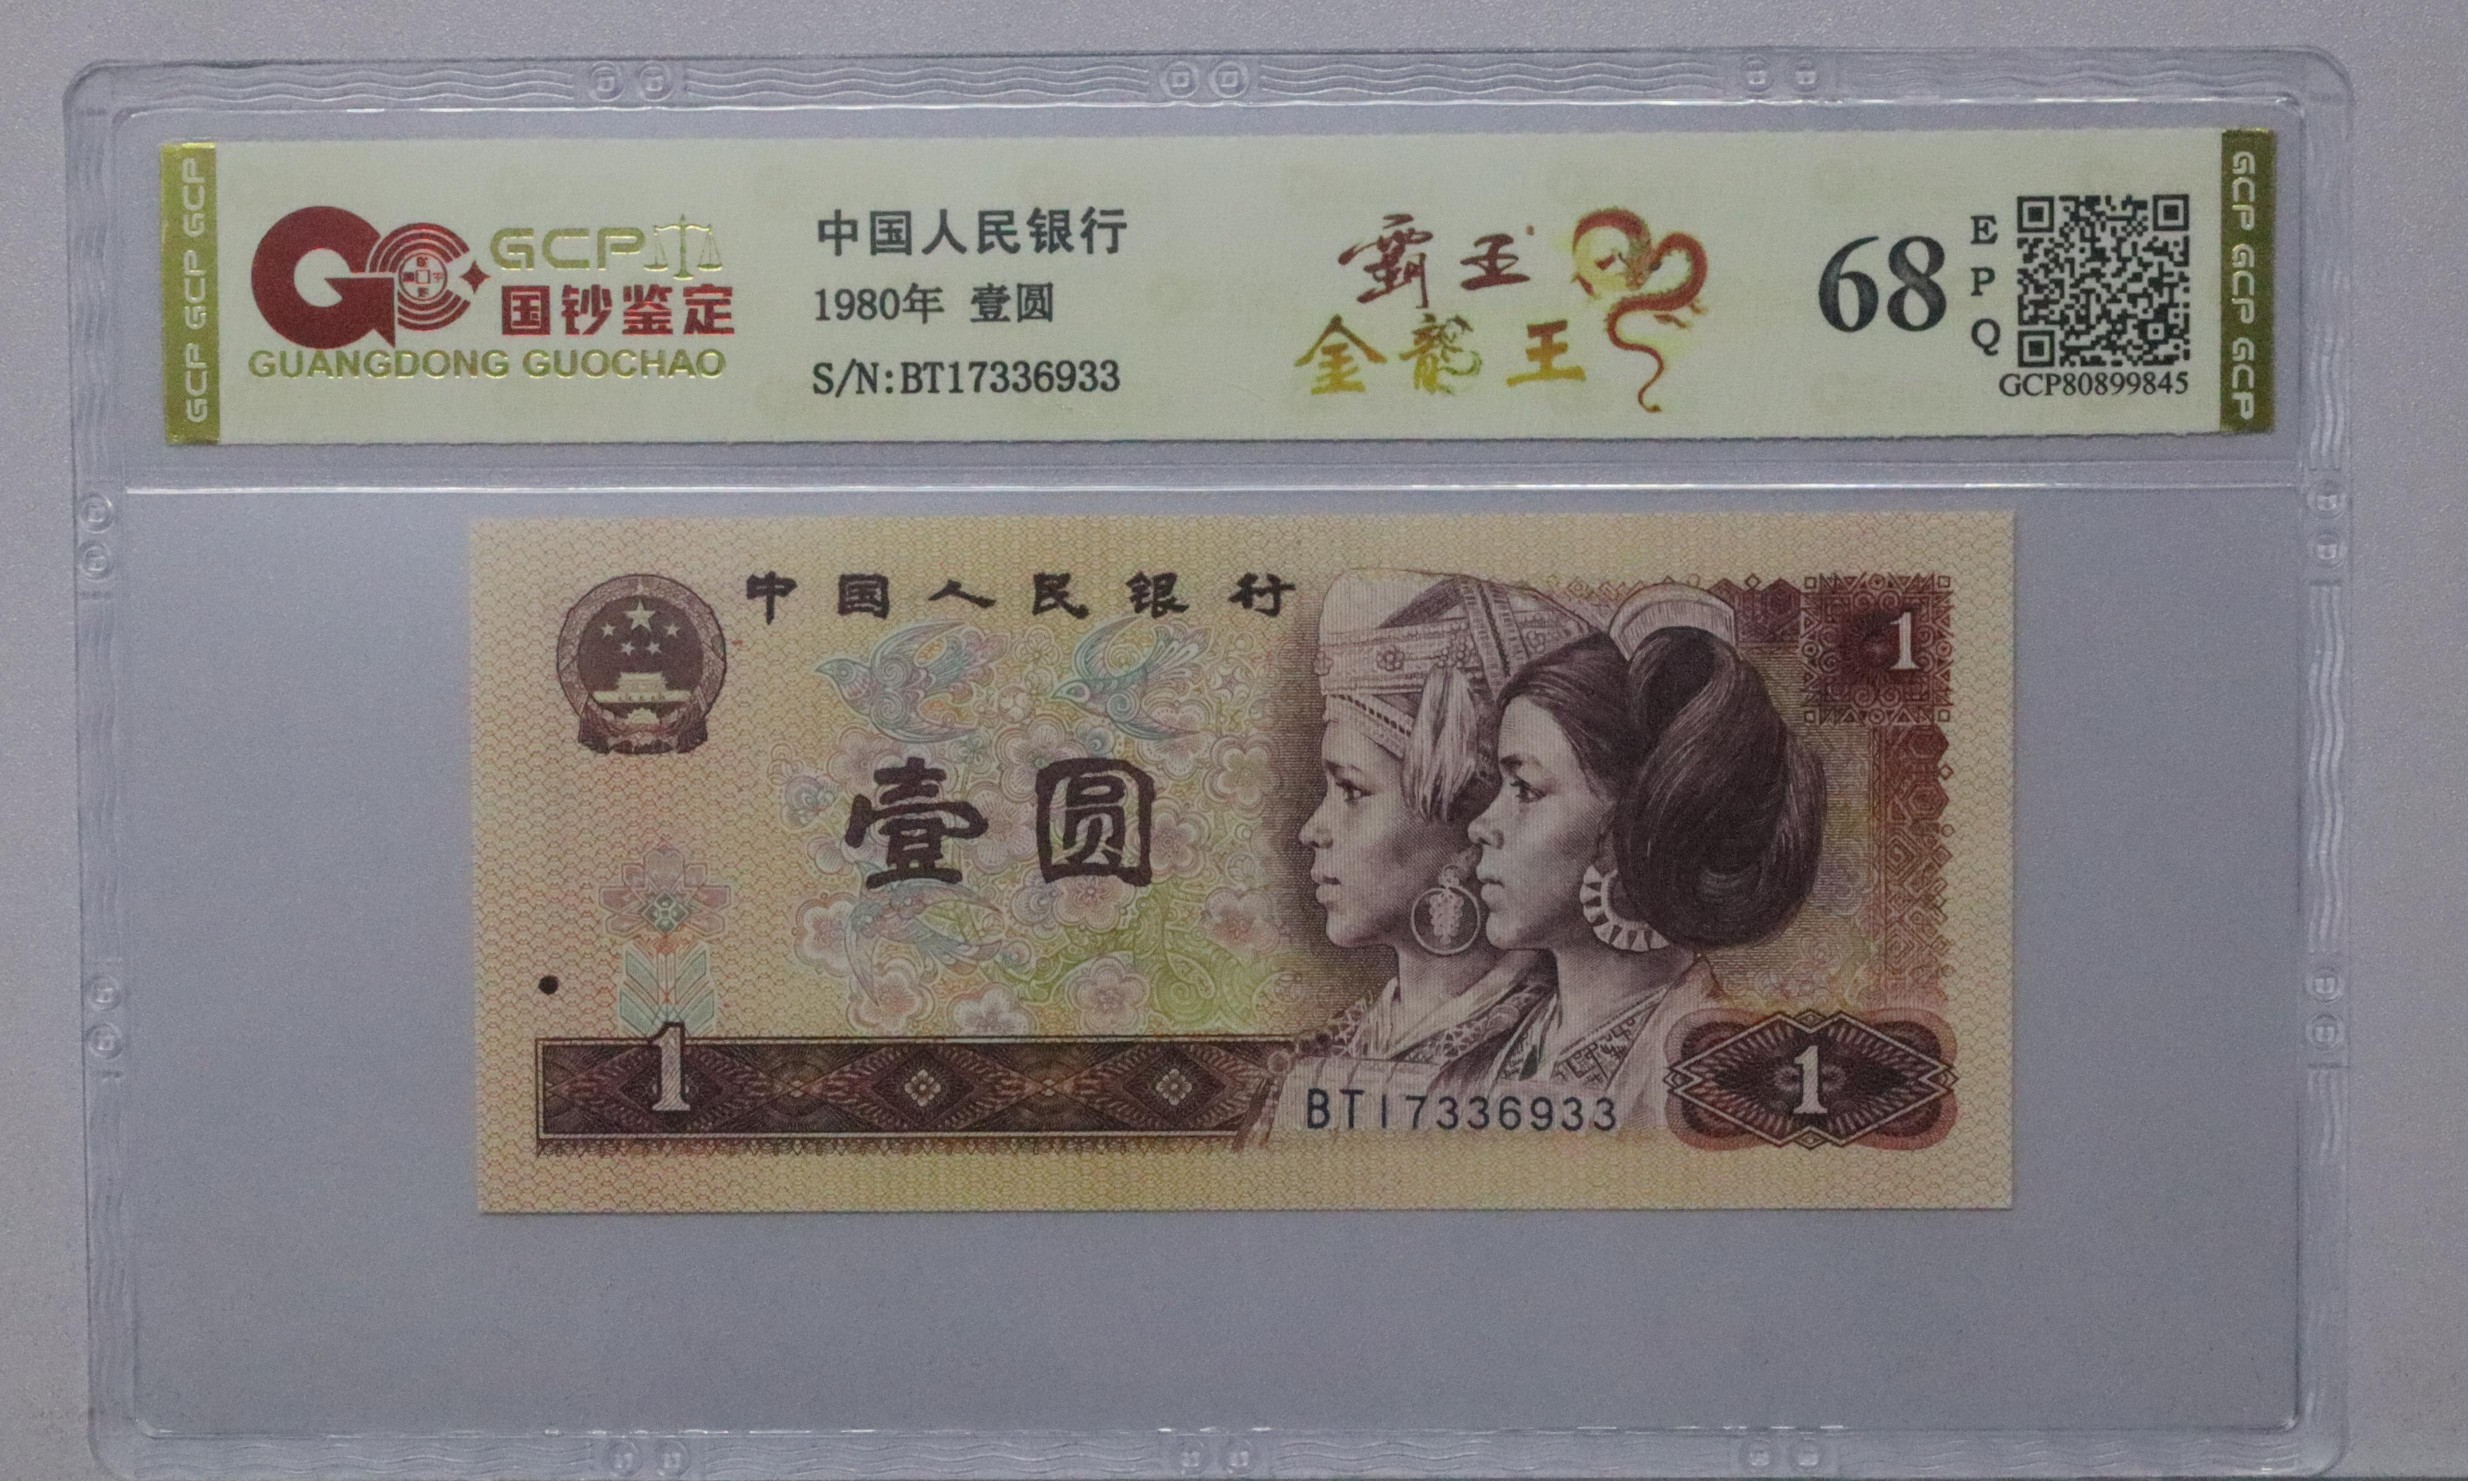 GCP GCP GCP
GCP
国钞鉴定
GUANGDONG GUOCHAO
中国人民银行
1980年 壹圆
S/N:BT17336933
霸王
金龍王
68
EPQ
GCP80899845
GCP GCP GCP GCP
中国人民银行
1
壹圆
1
BT17336933
1